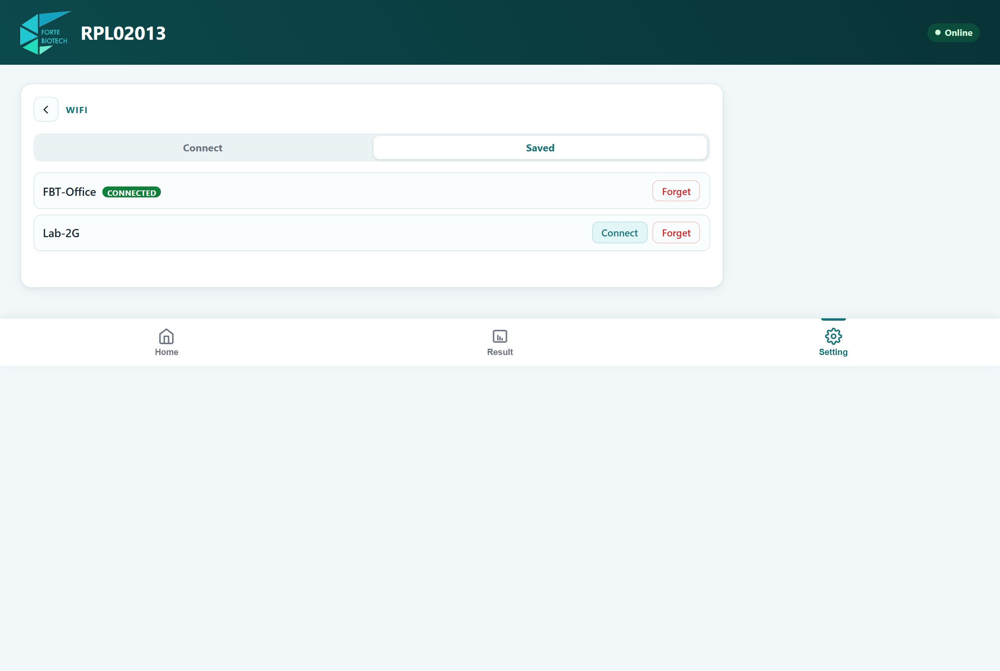 FORTE
BIOTECH
RPL02013
Online
WIFI
Connect
Saved
FBT-Office
CONNECTED
Forget
Lab-2G
Connect
Forget
Home
Result
Setting